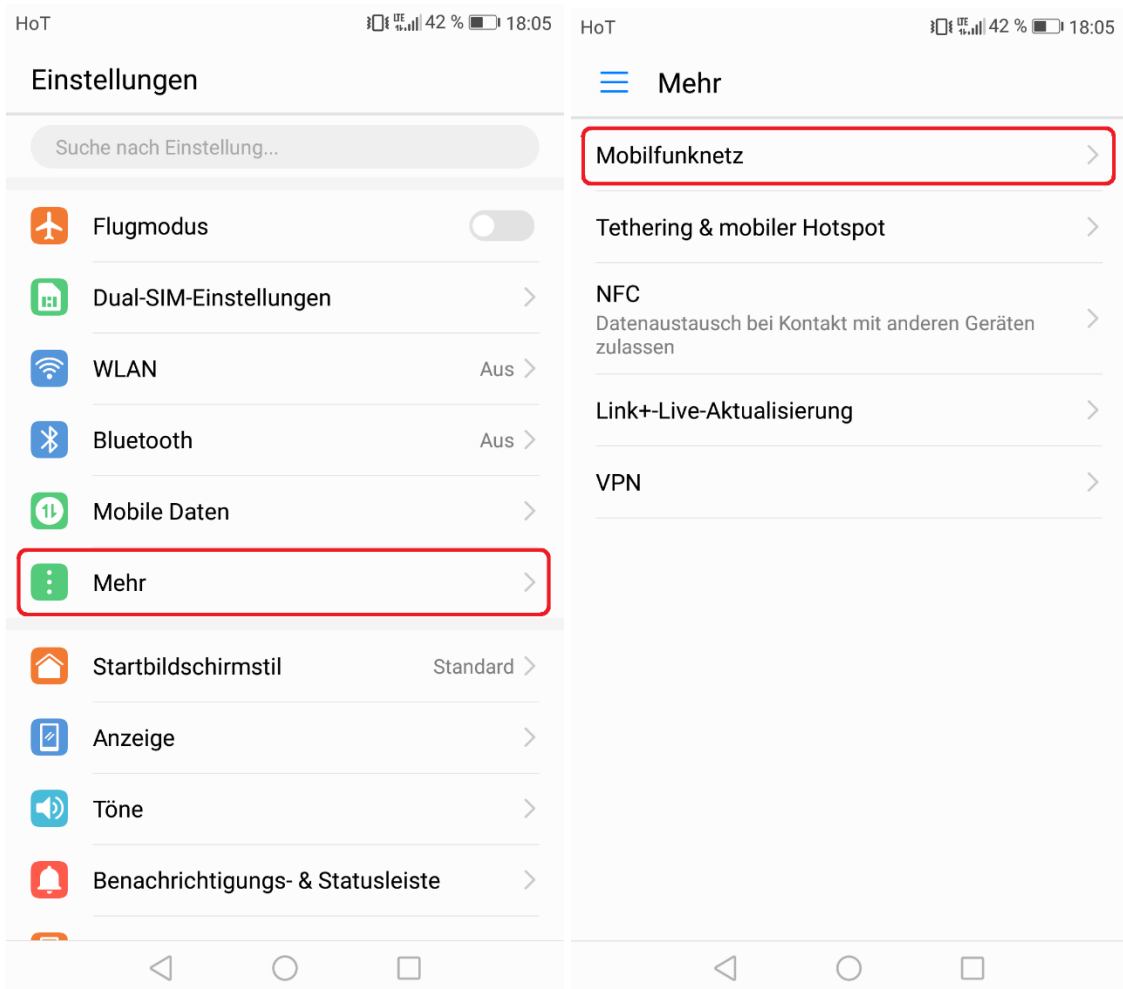 HoT
LTE 42 % 18:05
Einstellungen
Suche nach Einstellung...
Flugmodus
Dual-SIM-Einstellungen
WLAN Aus
Bluetooth Aus
Mobile Daten
Mehr
Startbildschirmstil Standard
Anzeige
Töne
Benachrichtigungs- & Statusleiste
HoT
LTE 42 % 18:05
Mehr
Mobilfunknetz
Tethering & mobiler Hotspot
NFC
Datenaustausch bei Kontakt mit anderen Geräten
zulassen
Link+-Live-Aktualisierung
VPN